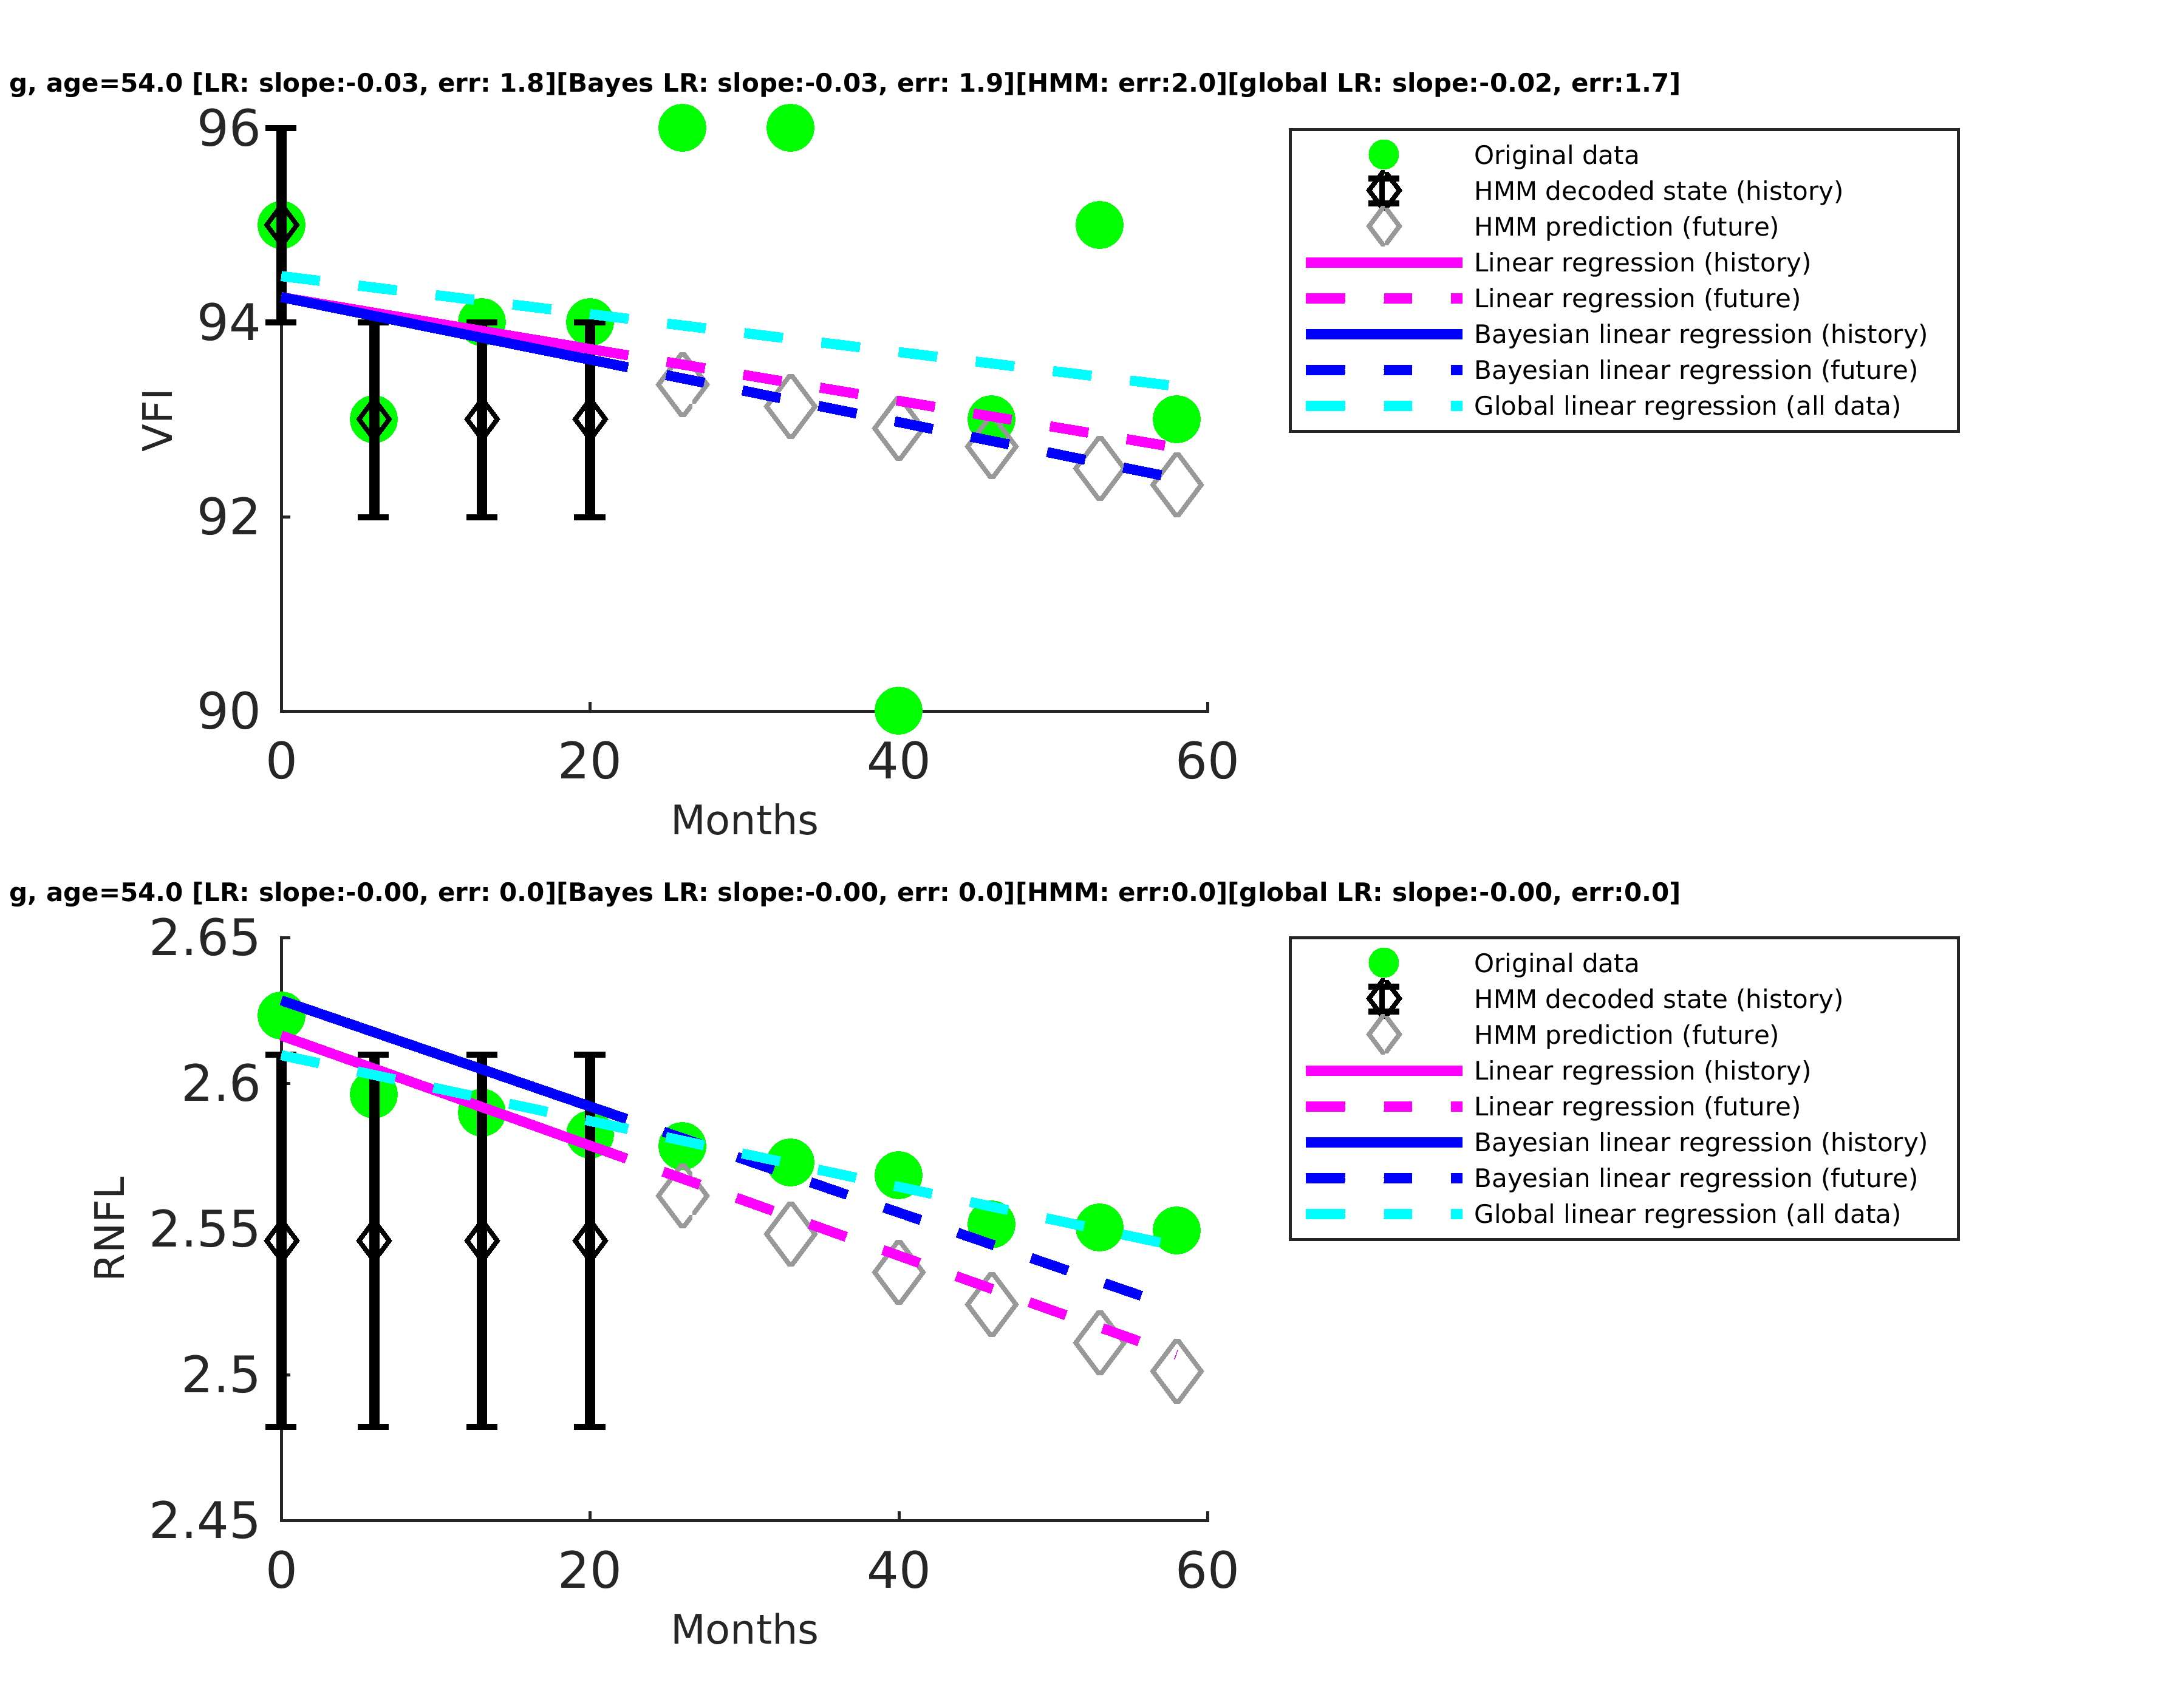 g, age=54.0 [LR: slope:-0.03, err: 1.8][Bayes LR: slope:-0.03, err: 1.9][HMM: err:2.0][global LR: slope:-0.02, err:1.7]
96
94
92
90
VFI
0 20 40 60
Months
Original data
HMM decoded state (history)
HMM prediction (future)
Linear regression (history)
Linear regression (future)
Bayesian linear regression (history)
Bayesian linear regression (future)
Global linear regression (all data)
g, age=54.0 [LR: slope:-0.00, err: 0.0][Bayes LR: slope:-0.00, err: 0.0][HMM: err:0.0][global LR: slope:-0.00, err:0.0]
2.65
2.6
2.55
2.5
2.45
RNFL
0 20 40 60
Months
Original data
HMM decoded state (history)
HMM prediction (future)
Linear regression (history)
Linear regression (future)
Bayesian linear regression (history)
Bayesian linear regression (future)
Global linear regression (all data)